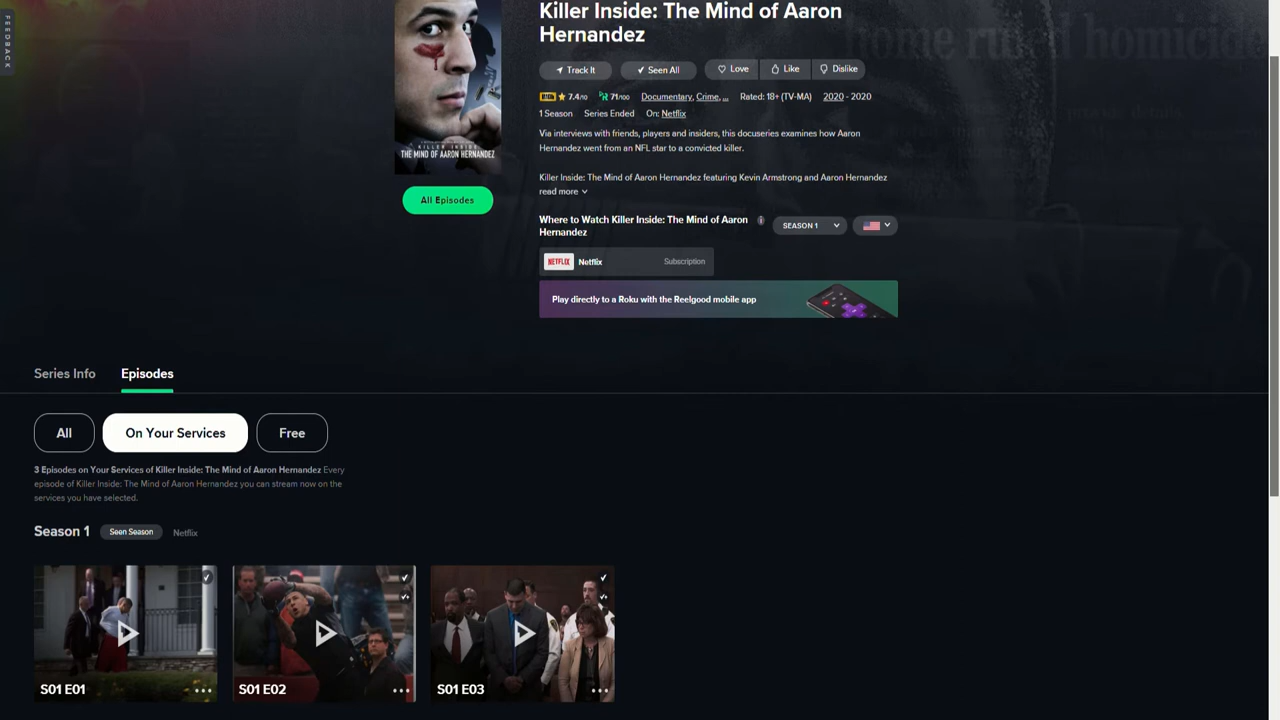 FEEDBACK
Killer Inside: The Mind of Aaron
Hernandez
Track It
Seen All
Love
Like
Dislike
IMDb 7.4/10
R 71/100
Documentary, Crime, ...
Rated: 18+ (TV-MA)
2020 - 2020
1 Season
Series Ended
On: Netflix
Via interviews with friends, players and insiders, this docuseries examines how Aaron
Hernandez went from an NFL star to a convicted killer.
Killer Inside: The Mind of Aaron Hernandez featuring Kevin Armstrong and Aaron Hernandez
read more
KILLER INSIDE
THE MIND OF AARON HERNANDEZ
All Episodes
Where to Watch Killer Inside: The Mind of Aaron
Hernandez
SEASON 1
NETFLIX Netflix Subscription
Play directly to a Roku with the Reelgood mobile app
Series Info
Episodes
All
On Your Services
Free
3 Episodes on Your Services of Killer Inside: The Mind of Aaron Hernandez Every
episode of Killer Inside: The Mind of Aaron Hernandez you can stream now on the
services you have selected.
Season 1
Seen Season
Netflix
S01 E01
S01 E02
S01 E03